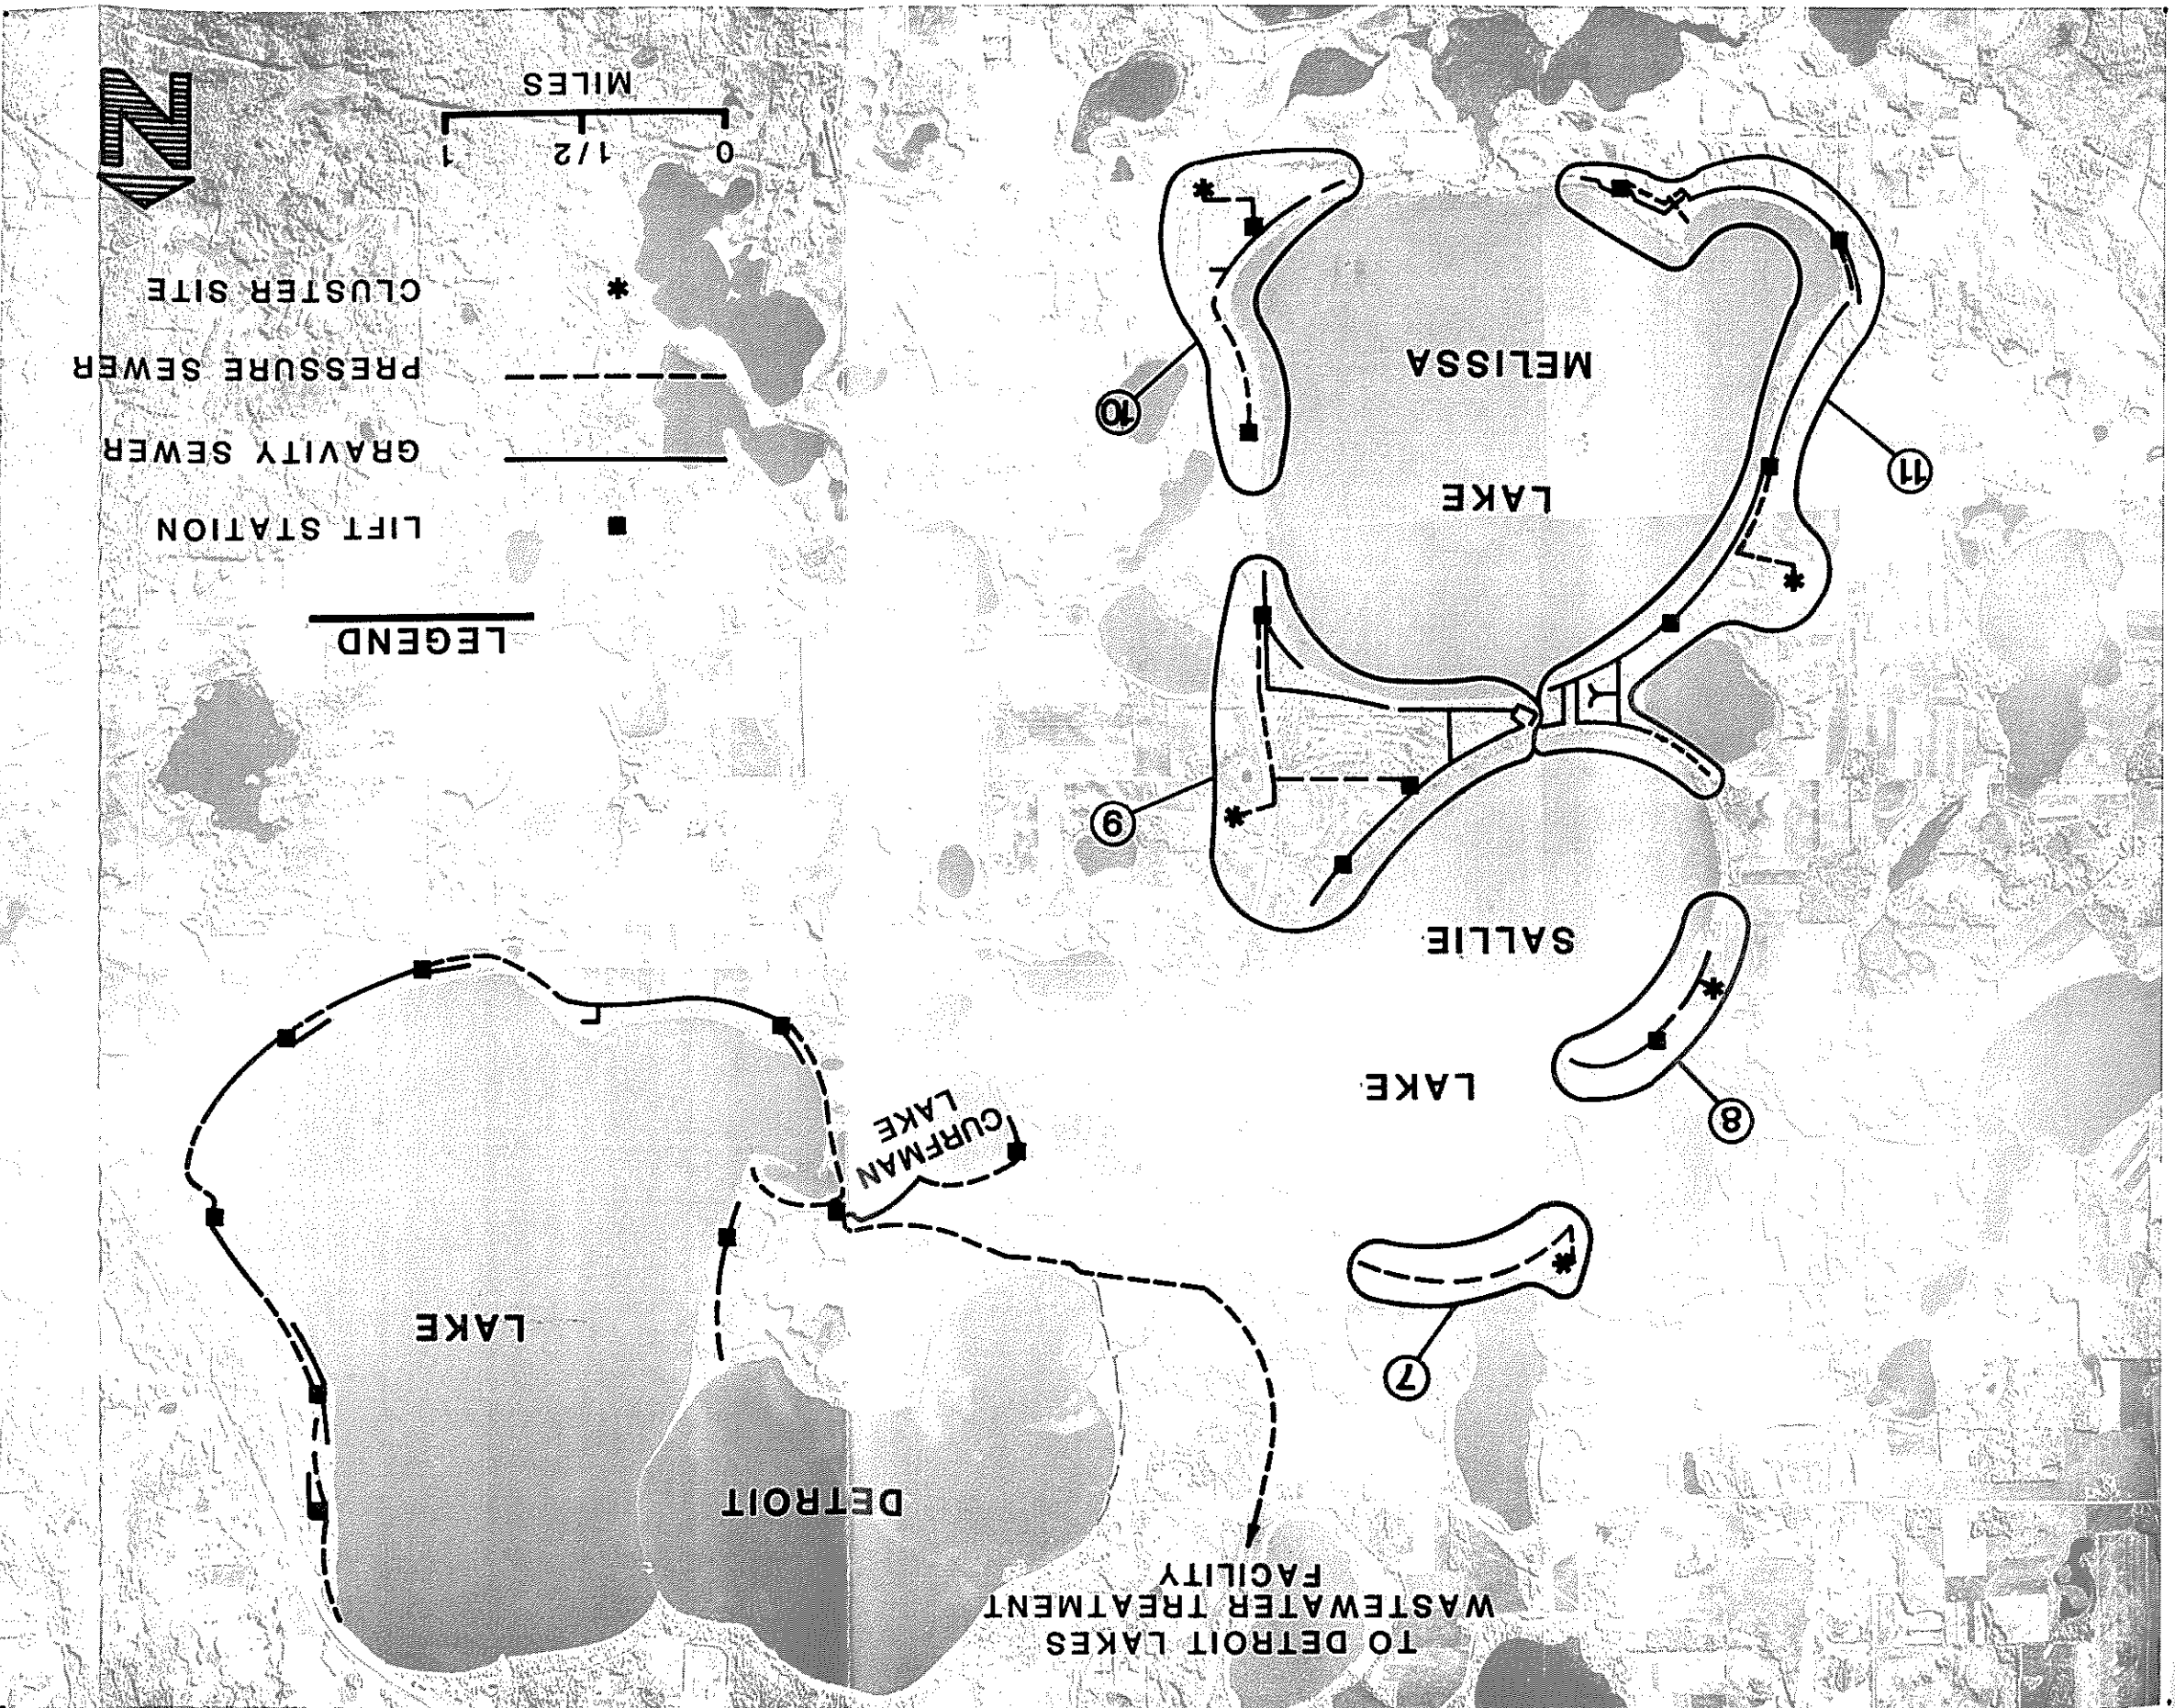 TO DETROIT LAKES
WASTEWATER TREATMENT
FACILITY
DETROIT
LAKE
CURFMAN
LAKE
7
8
LAKE
SALLIE
9
LAKE
MELISSA
10
11
LEGEND
LIFT STATION
GRAVITY SEWER
PRESSURE SEWER
CLUSTER SITE
0 1/2 1
MILES
N